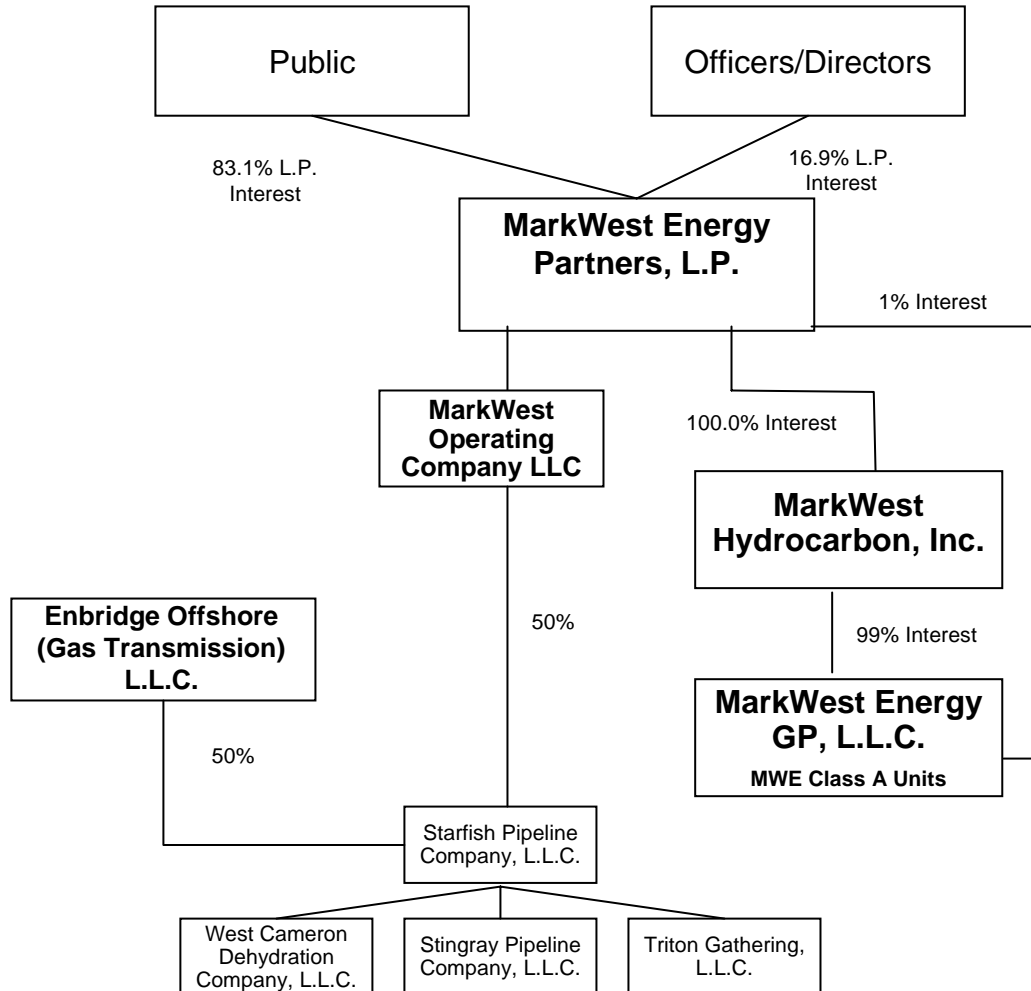 Public
Officers/Directors
83.1% L.P.
Interest
16.9% L.P.
Interest
MarkWest Energy
Partners, L.P.
1% Interest
MarkWest
Operating
Company LLC
100.0% Interest
MarkWest
Hydrocarbon, Inc.
Enbridge Offshore
(Gas Transmission)
L.L.C.
50%
99% Interest
MarkWest Energy
GP, L.L.C.
MWE Class A Units
50%
Starfish Pipeline
Company, L.L.C.
West Cameron
Dehydration
Company, L.L.C.
Stingray Pipeline
Company, L.L.C.
Triton Gathering,
L.L.C.